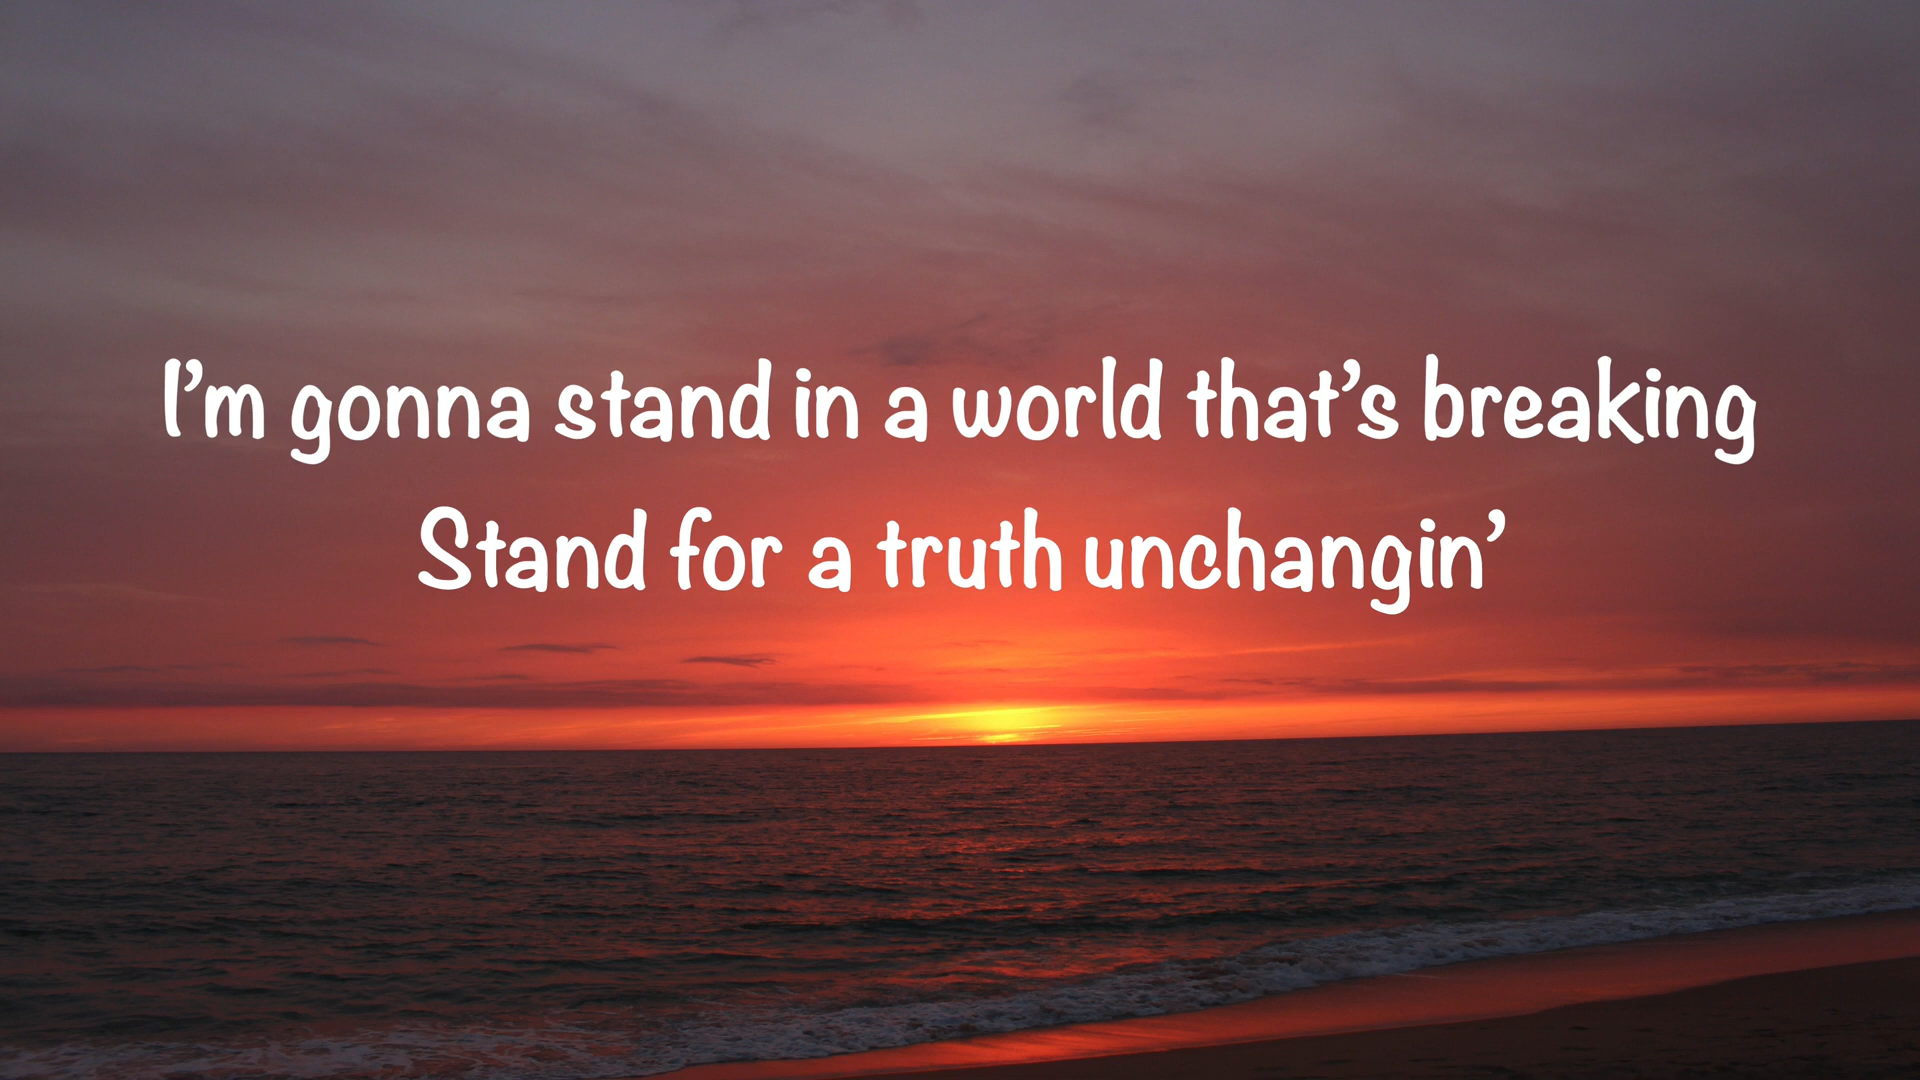 I’m gonna stand in a world that’s breaking
Stand for a truth unchangin’